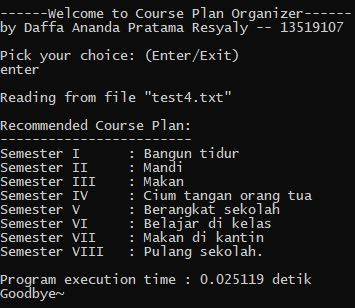 ------Welcome to Course Plan Organizer------
by Daffa Ananda Pratama Resyaly -- 13519107
Pick your choice: (Enter/Exit)
enter
Reading from file "test4.txt"
Recommended Course Plan:
-------------------------
Semester I : Bangun tidur
Semester II : Mandi
Semester III : Makan
Semester IV : Cium tangan orang tua
Semester V : Berangkat sekolah
Semester VI : Belajar di kelas
Semester VII : Makan di kantin
Semester VIII : Pulang sekolah.
Program execution time : 0.025119 detik
Goodbye~